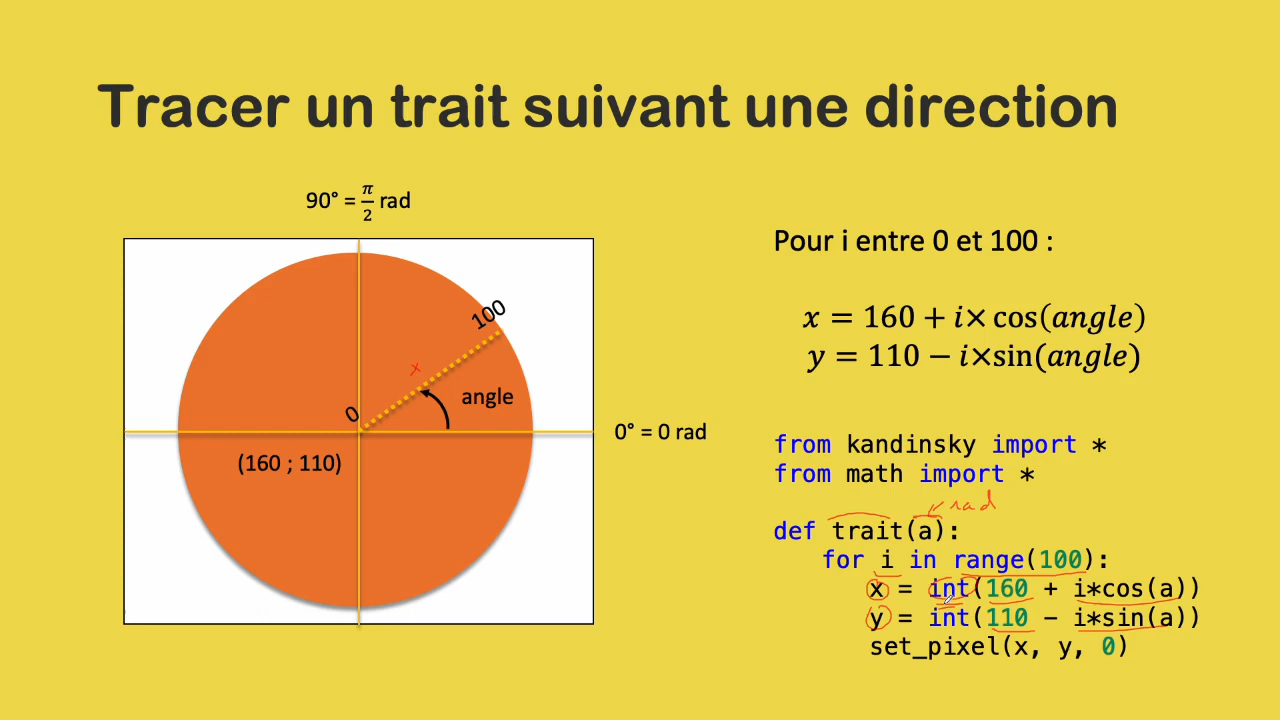 Tracer un trait suivant une direction
90° = π/2 rad
100
x
angle
0
0° = 0 rad
(160 ; 110)
Pour i entre 0 et 100 :
x = 160 + i× cos(angle)
y = 110 − i×sin(angle)
from kandinsky import *
from math import *
rad
def trait(a):
for i in range(100):
x = int(160 + i*cos(a))
y = int(110 - i*sin(a))
set_pixel(x, y, 0)